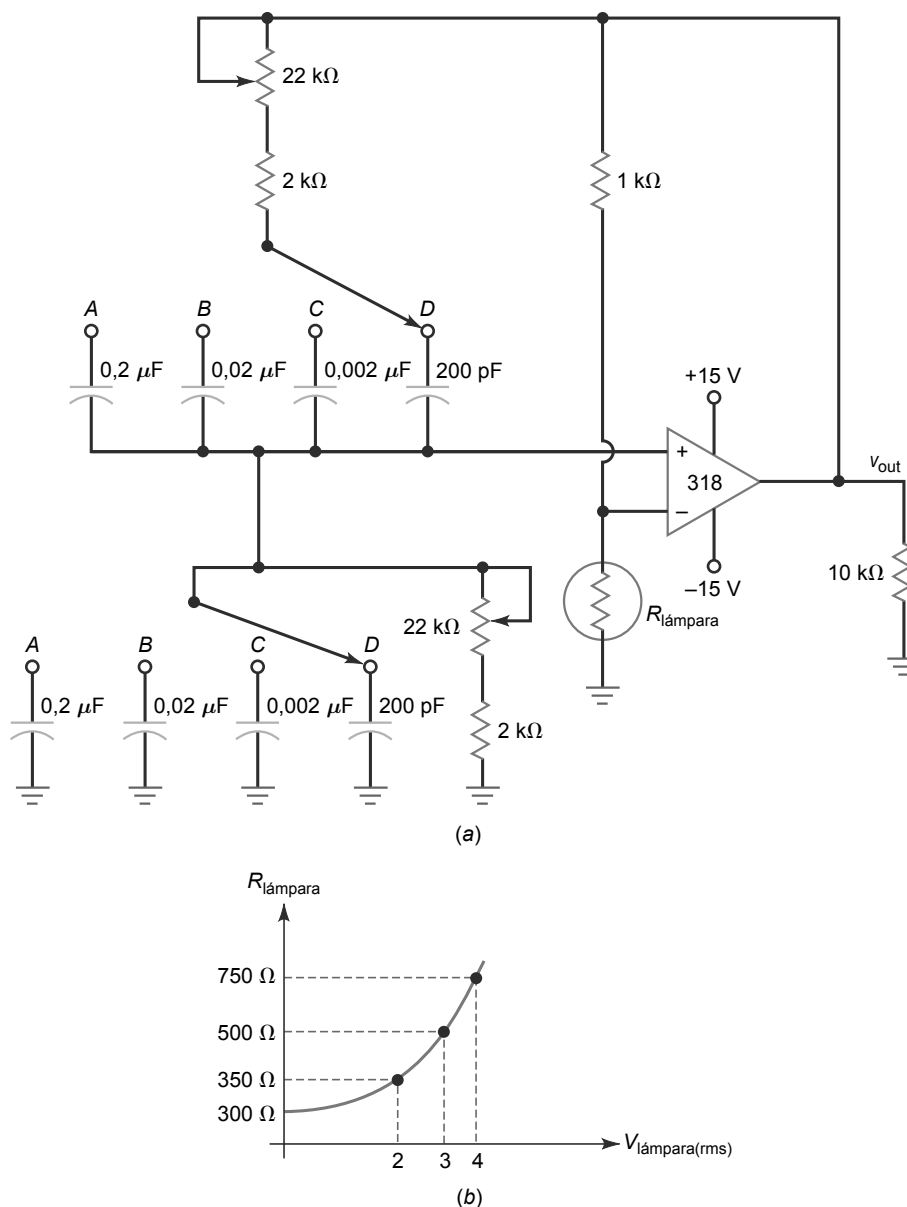 22 kΩ
2 kΩ
1 kΩ
A B C D
0,2 μF 0,02 μF 0,002 μF 200 pF
+15 V
+
318
–
v_out
–15 V
10 kΩ
R_lámpara
22 kΩ
A B C D
0,2 μF 0,02 μF 0,002 μF 200 pF
2 kΩ
(a)
R_lámpara
750 Ω
500 Ω
350 Ω
300 Ω
2 3 4
V_lámpara(rms)
(b)